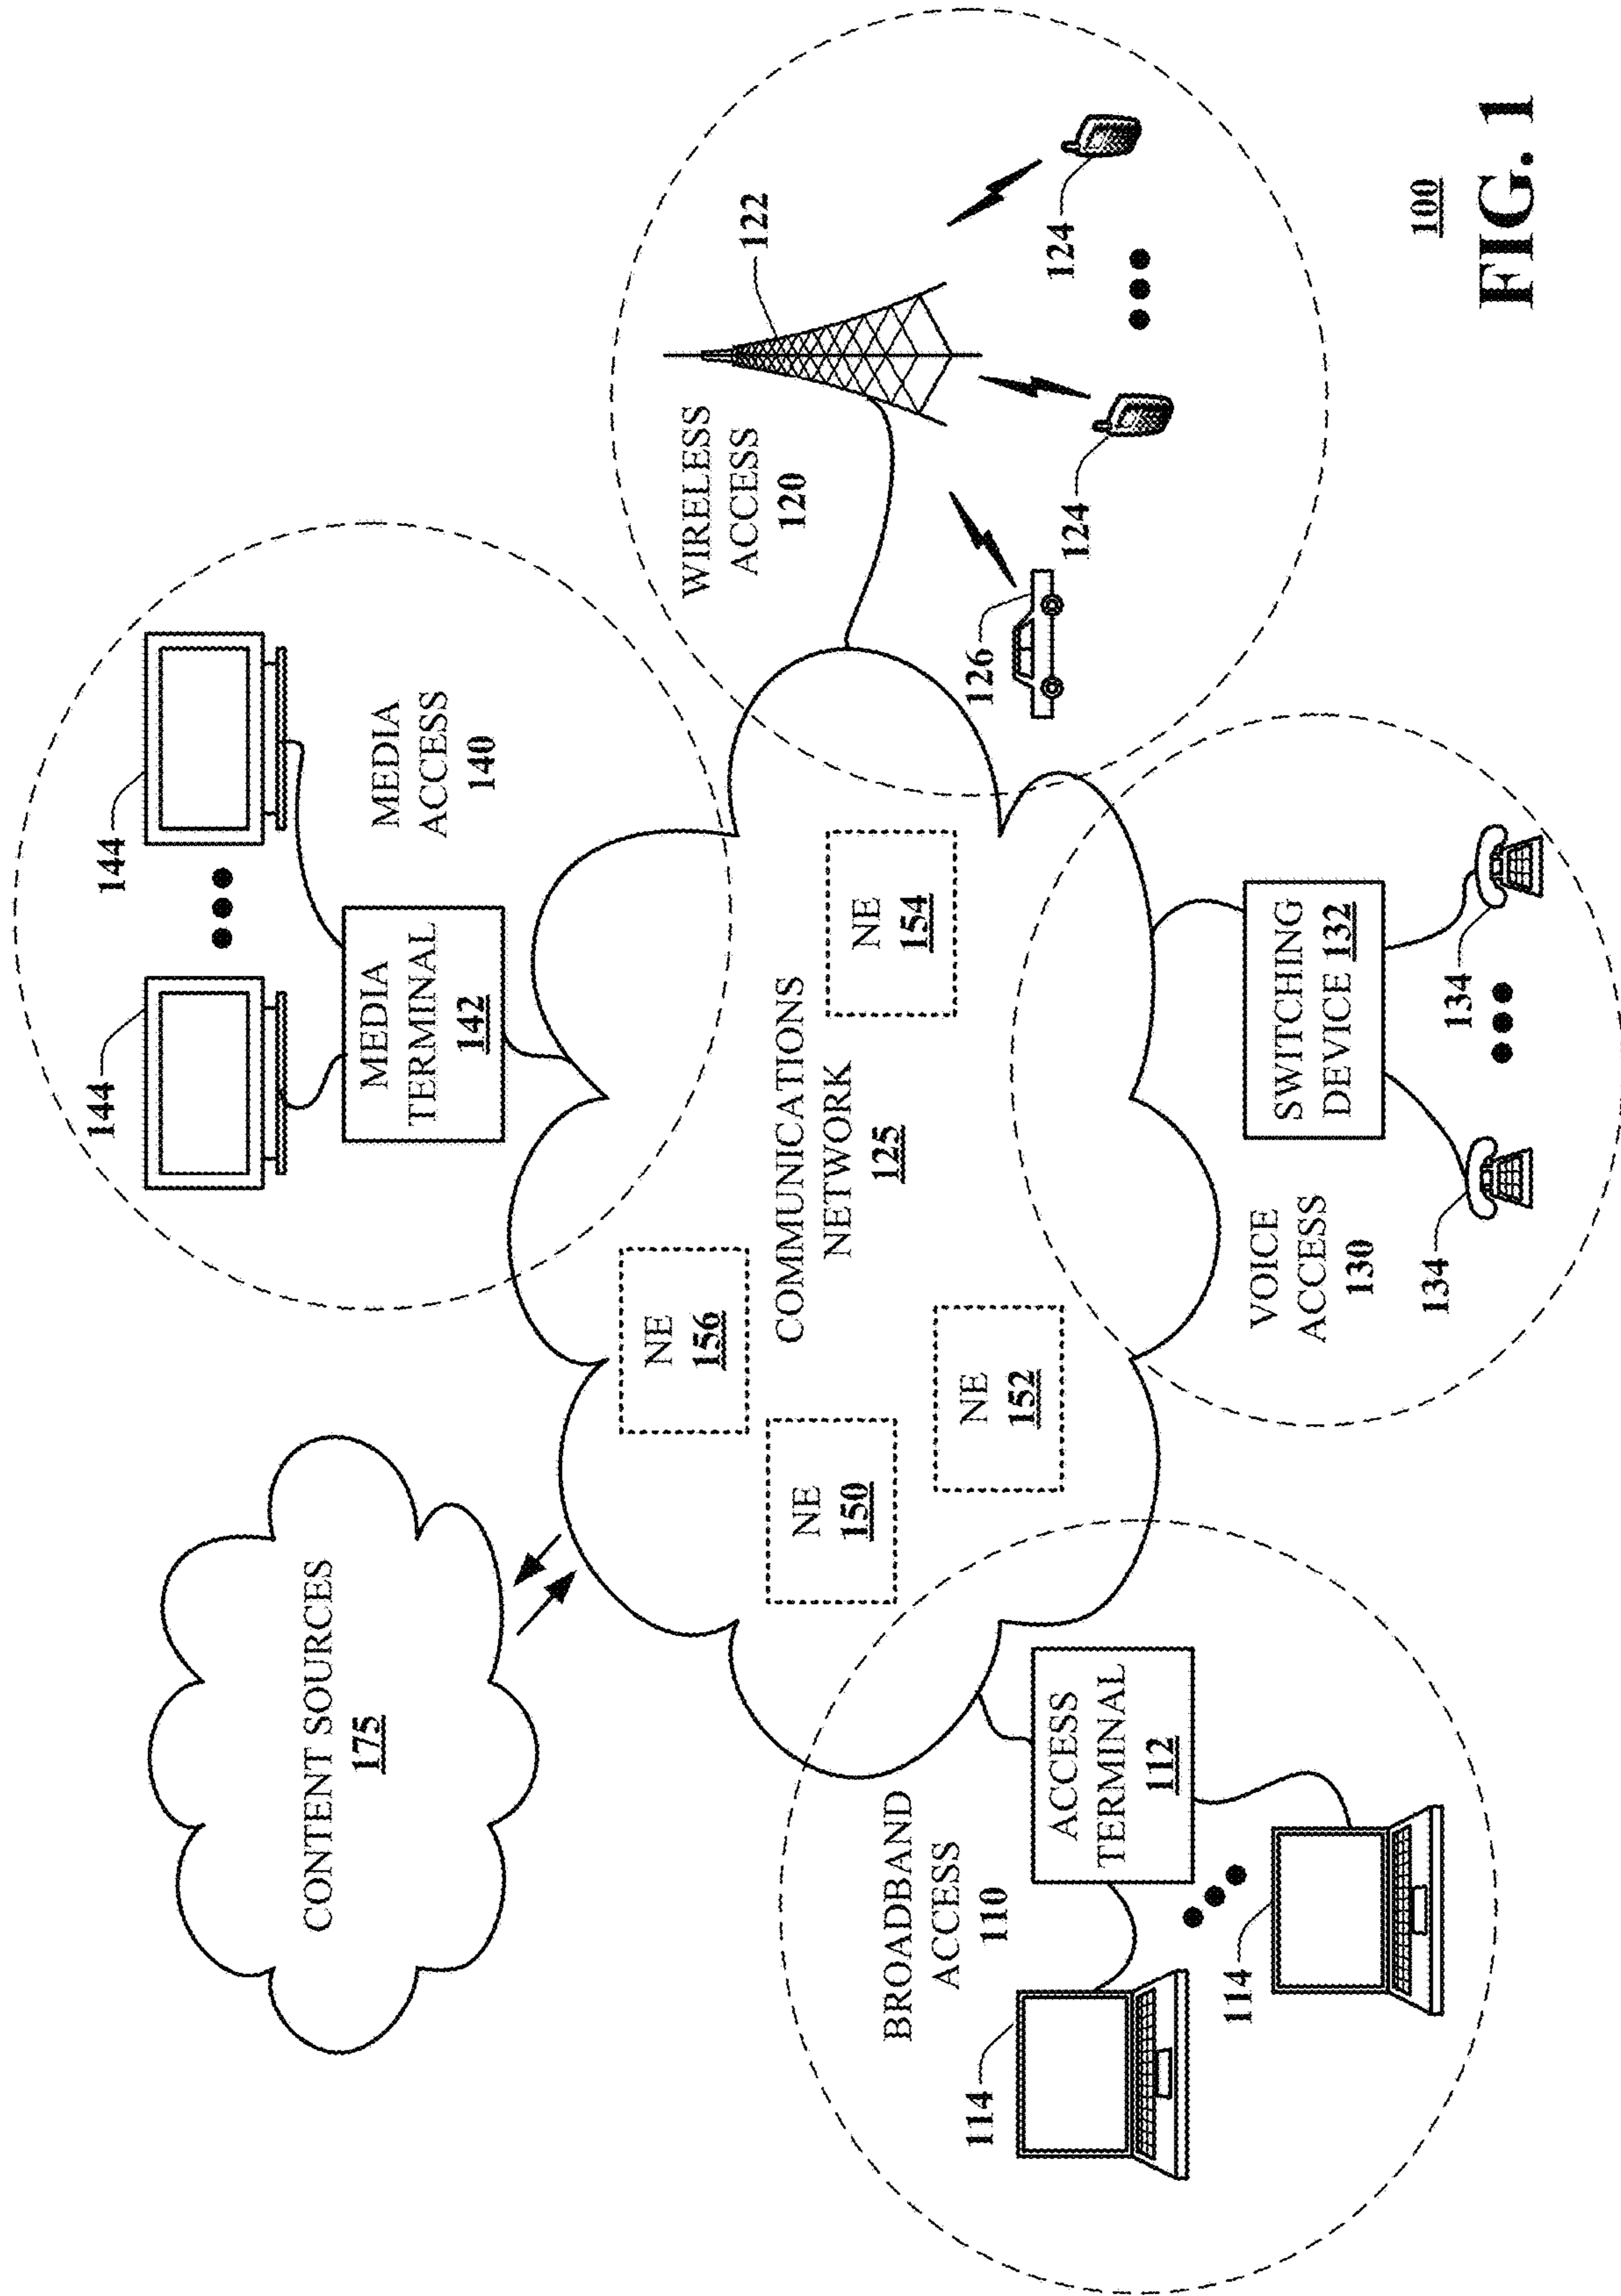 CONTENT SOURCES
175
144
144
MEDIA
TERMINAL
142
MEDIA
ACCESS
140
BROADBAND
ACCESS
110
114
114
ACCESS
TERMINAL
112
NE
150
NE
156
NE
152
COMMUNICATIONS
NETWORK
125
NE
154
WIRELESS
ACCESS
120
122
126
124
124
VOICE
ACCESS
130
SWITCHING
DEVICE 132
134
134
100
FIG. 1